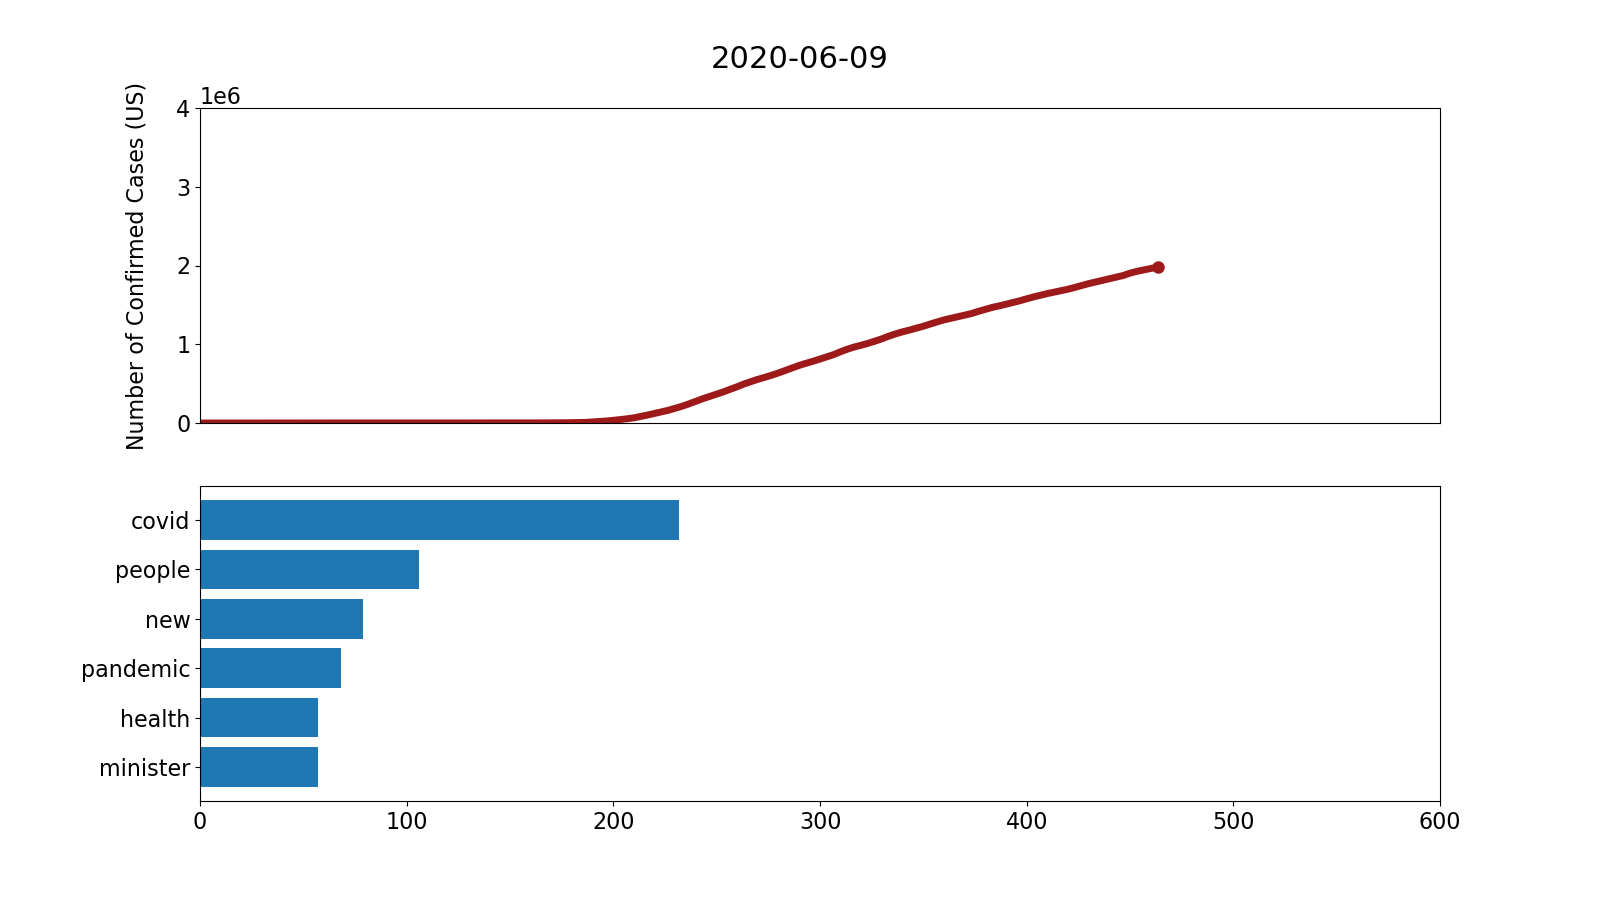 2020-06-09
1e6
Number of Confirmed Cases (US)
4
3
2
1
0
covid
people
new
pandemic
health
minister
0 100 200 300 400 500 600